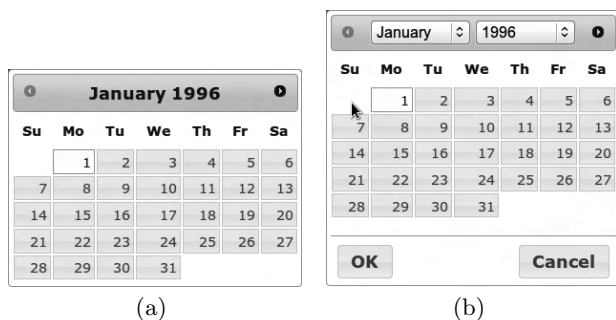 January 1996
Su Mo Tu We Th Fr Sa
1 2 3 4 5 6
7 8 9 10 11 12 13
14 15 16 17 18 19 20
21 22 23 24 25 26 27
28 29 30 31
(a)
January 1996
Su Mo Tu We Th Fr Sa
1 2 3 4 5 6
7 8 9 10 11 12 13
14 15 16 17 18 19 20
21 22 23 24 25 26 27
28 29 30 31
OK Cancel
(b)